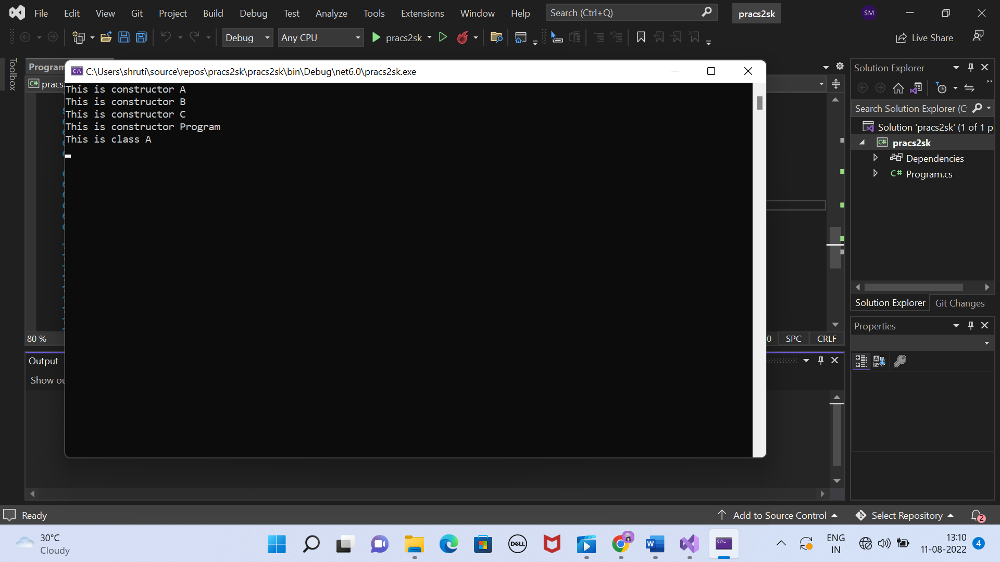 File Edit View Git Project Build Debug Test Analyze Tools Extensions Window Help Search (Ctrl+Q) pracs2sk SM
Debug Any CPU pracs2sk Live Share
Toolbox
Program
C:\Users\shruti\source\repos\pracs2sk\pracs2sk\bin\Debug\net6.0\pracs2sk.exe
C# pracs
This is constructor A
This is constructor B
This is constructor C
This is constructor Program
This is class A
80 % SPC CRLF
Output
Show ou
Solution Explorer
Search Solution Explorer (C
Solution 'pracs2sk' (1 of 1 p
C# pracs2sk
Dependencies
C# Program.cs
Solution Explorer Git Changes
Properties
Ready Add to Source Control Select Repository 2
30°C
Cloudy
DELL
ENG
IN
13:10
11-08-2022
4